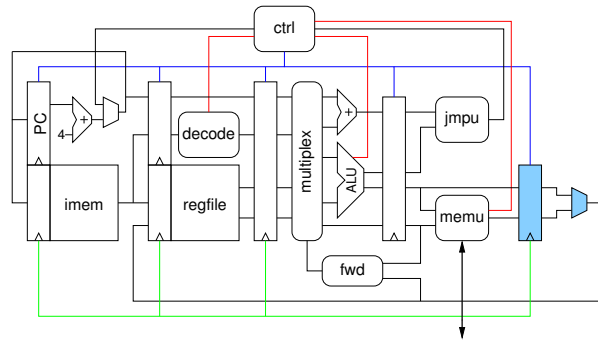 ctrl
PC
4
+
decode
multiplex
+
ALU
jmpu
imem
regfile
memu
fwd